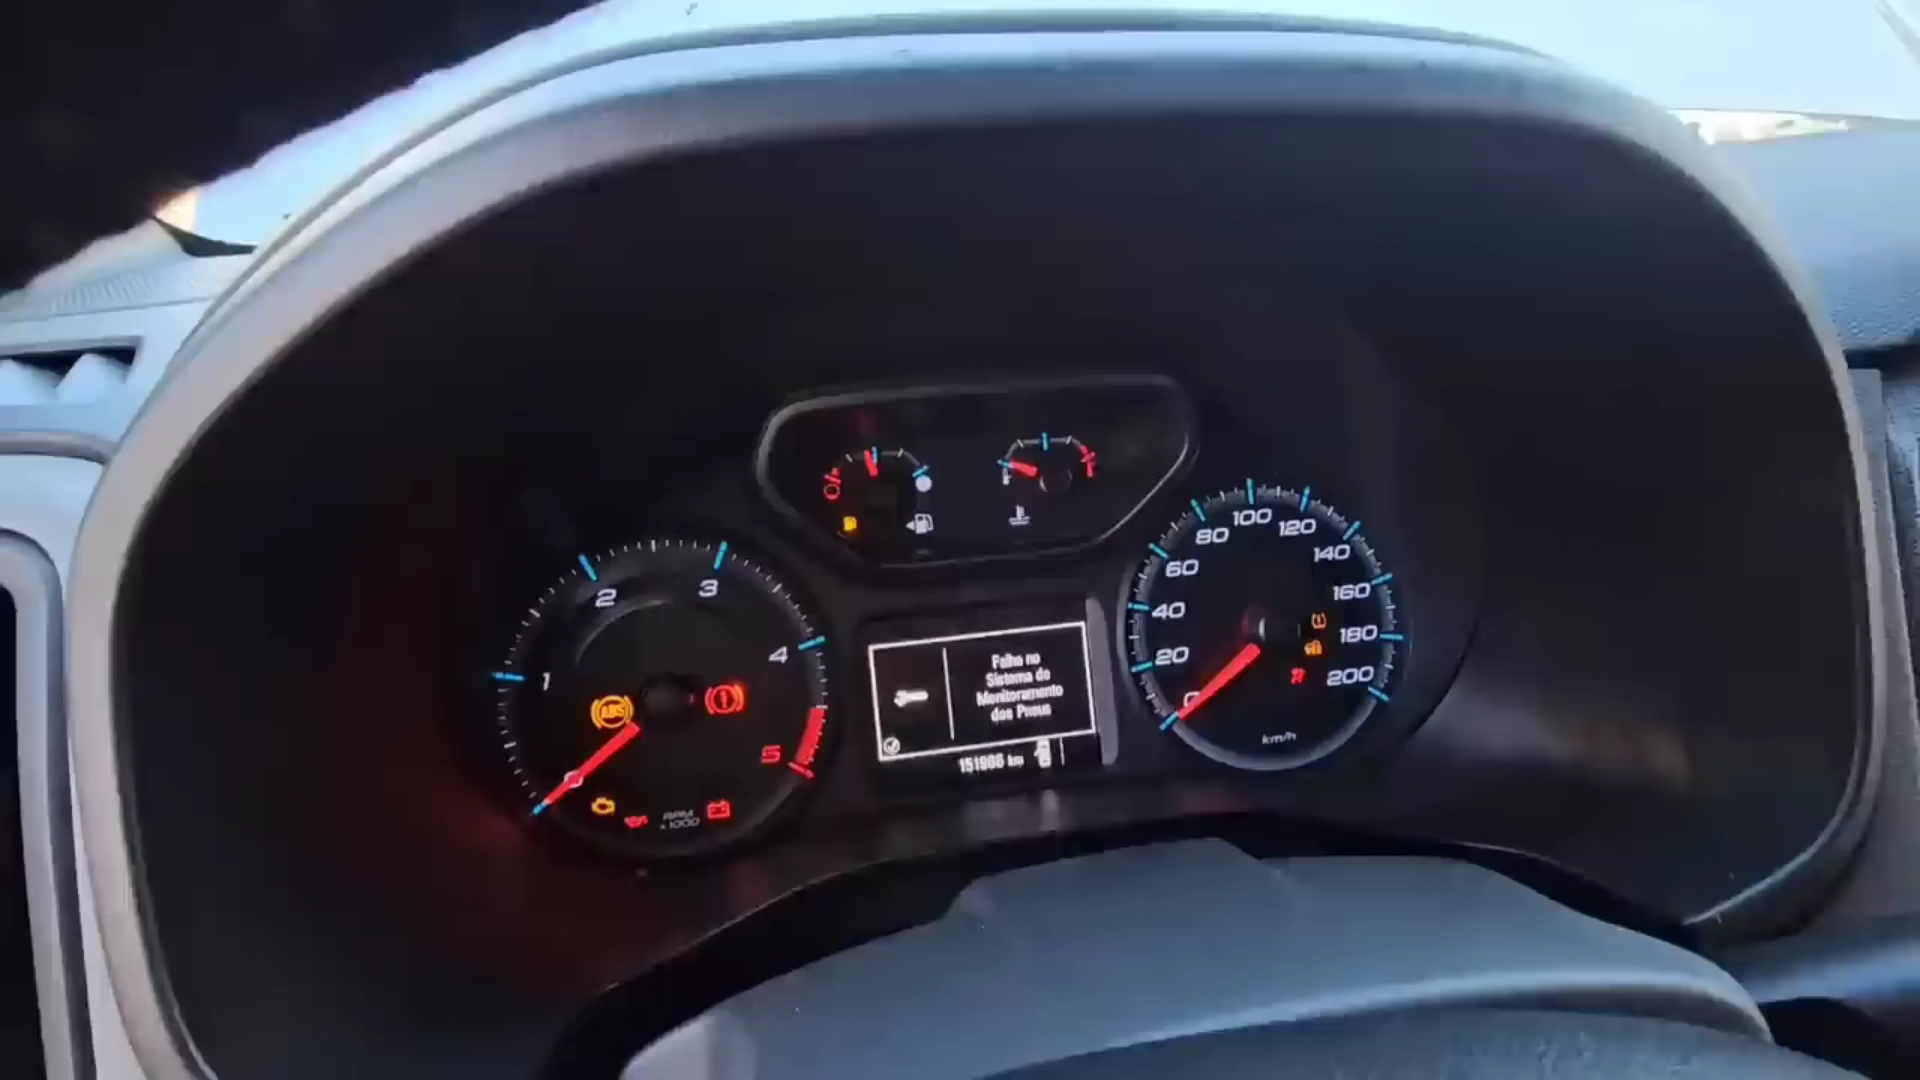 80
100
120
140
60
160
40
180
20
200
0
km/h
2
3
1
4
5
ABS
RPM
x 1000
Falha no
Sistema de
Monitoramento
dos Pneus
km